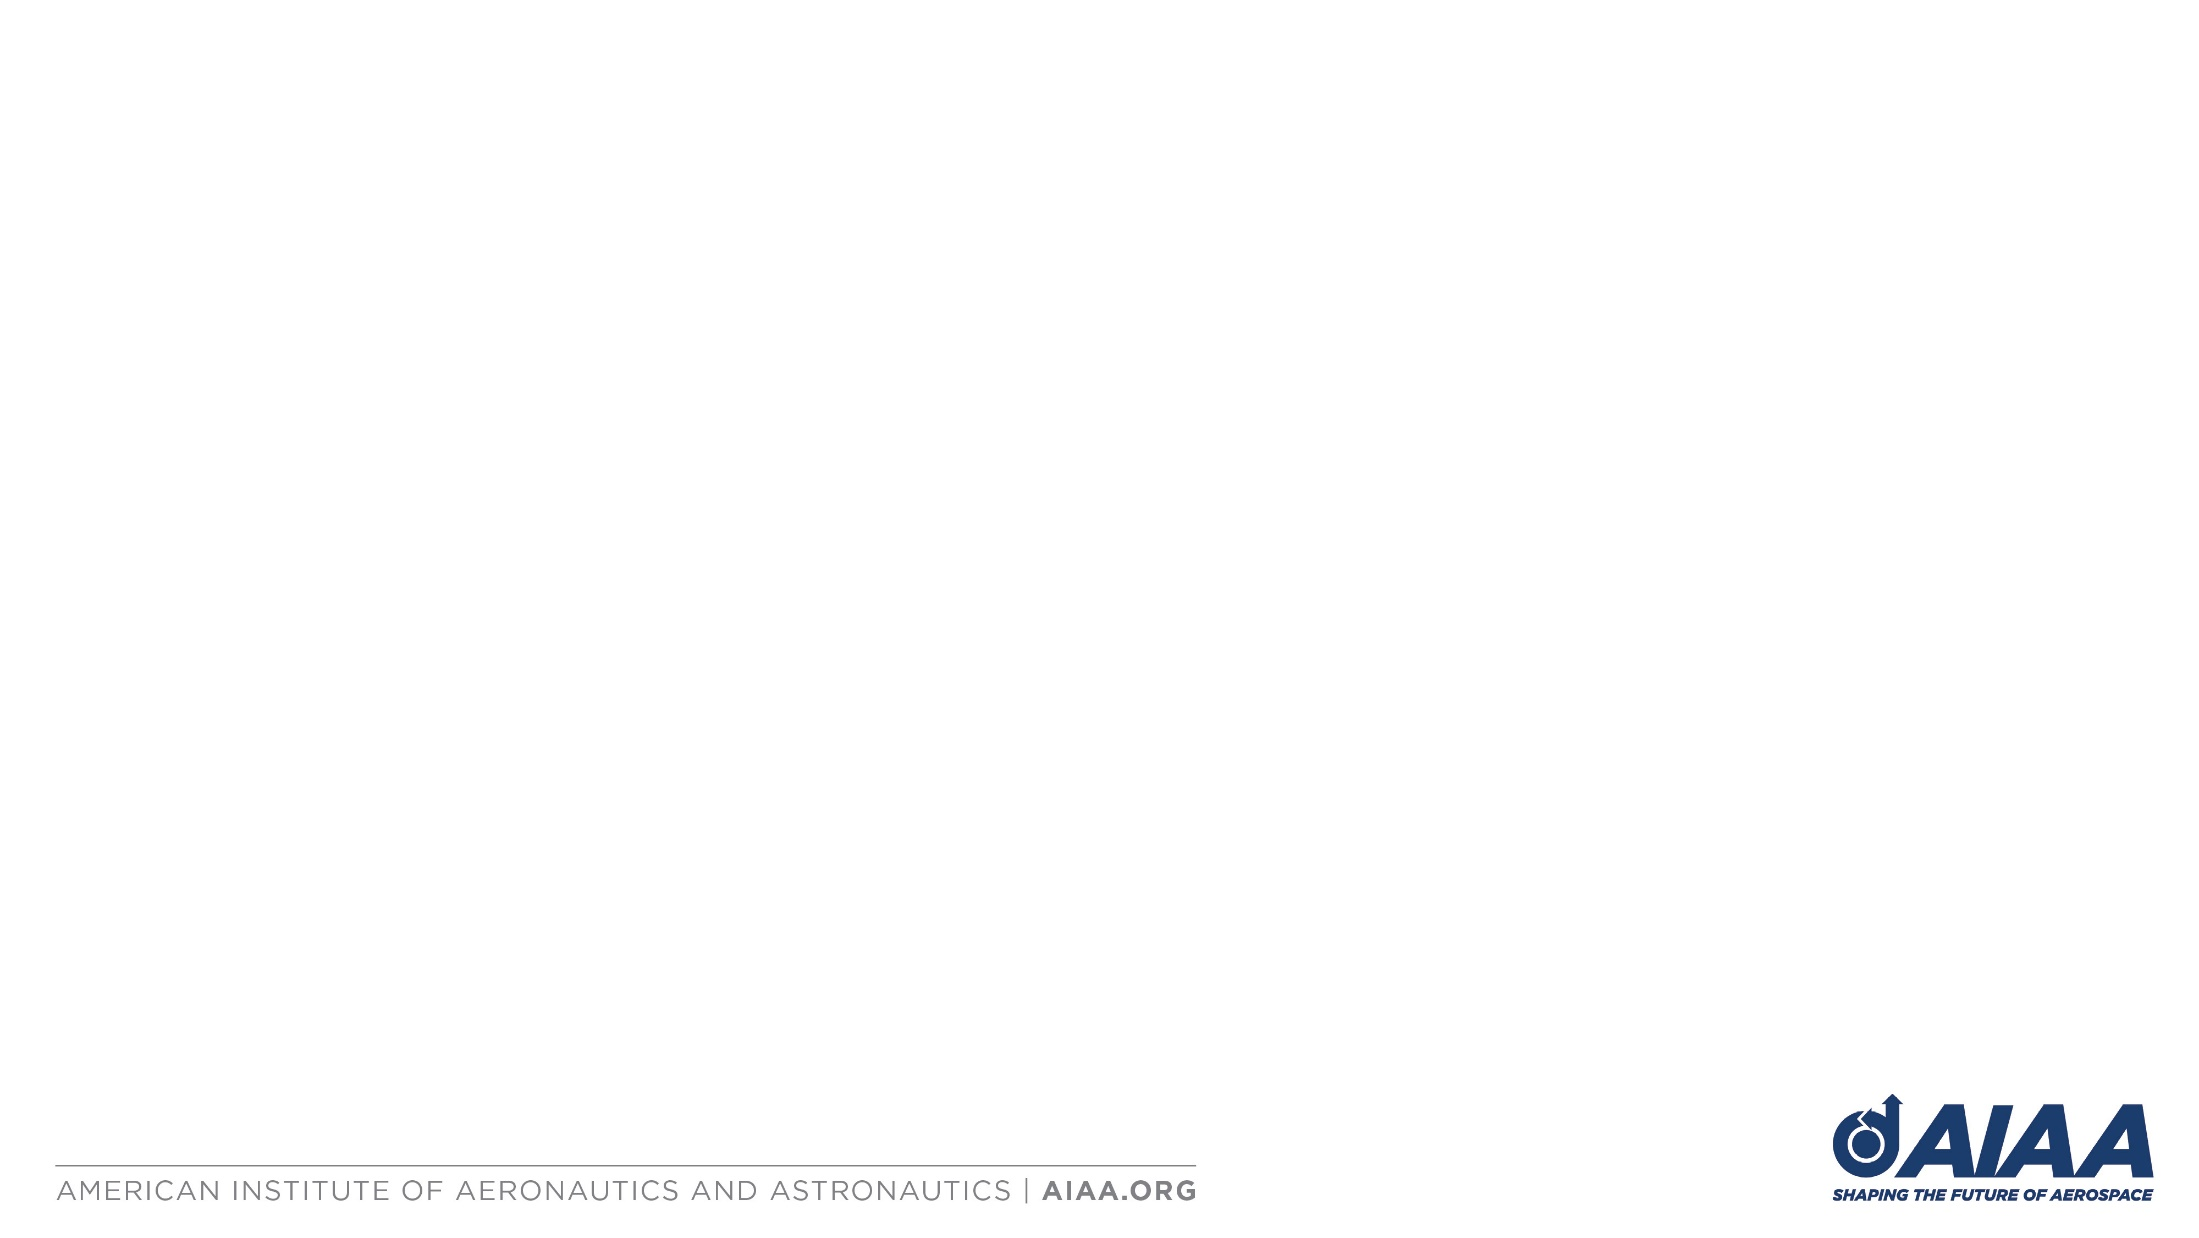 AMERICAN INSTITUTE OF AERONAUTICS AND ASTRONAUTICS | AIAA.ORG
AIAA
SHAPING THE FUTURE OF AEROSPACE